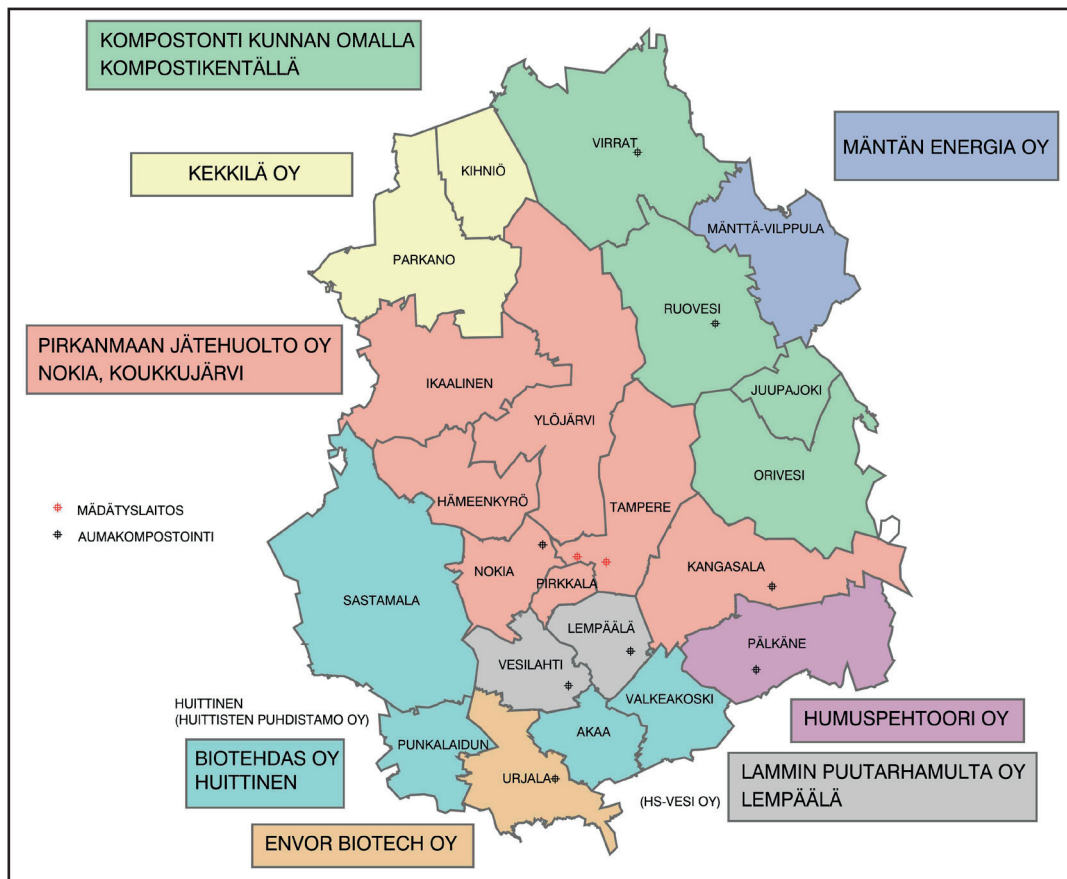 KOMPOSTONTI KUNNAN OMALLA
KOMPOSTIKENTÄLLÄ
VIRRAT
MÄNTÄN ENERGIA OY
KEKKILÄ OY
KIHNIÖ
MÄNTTÄ-VILPPULA
PARKANO
RUOVESI
PIRKANMAAN JÄTEHUOLTO OY
NOKIA, KOUKKUJÄRVI
IKAALINEN
JUUPAJOKI
YLÖJÄRVI
ORIVESI
HÄMEENKYRÖ
TAMPERE
MÄDÄTYSLAITOS
AUMAKOMPOSTOINTI
NOKIA
PIRKKALA
KANGASALA
SASTAMALA
LEMPÄÄLÄ
PÄLKÄNE
VESILAHTI
VALKEAKOSKI
HUITTINEN
(HUITTISTEN PUHDISTAMO OY)
HUMUSPEHTOORI OY
PUNKALAIDUN
AKAA
BIOTEHDAS OY
HUITTINEN
URJALA
LAMMIN PUUTARHAMULTA OY
LEMPÄÄLÄ
(HS-VESI OY)
ENVOR BIOTECH OY